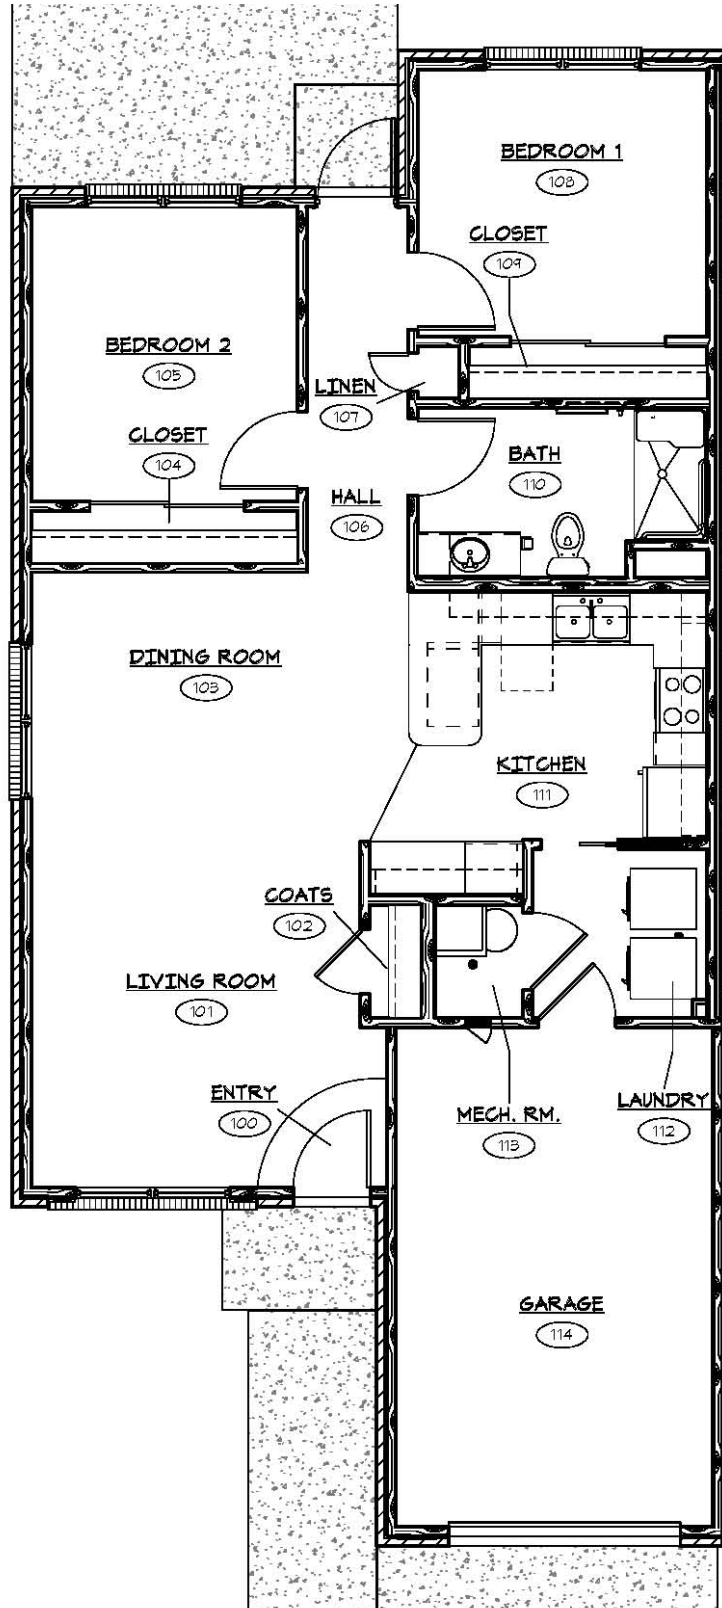 BEDROOM 1
108
CLOSET
109
BEDROOM 2
105
LINEN
107
CLOSET
104
BATH
110
HALL
106
DINING ROOM
103
KITCHEN
111
COATS
102
LIVING ROOM
101
ENTRY
100
MECH. RM.
113
LAUNDRY
112
GARAGE
114